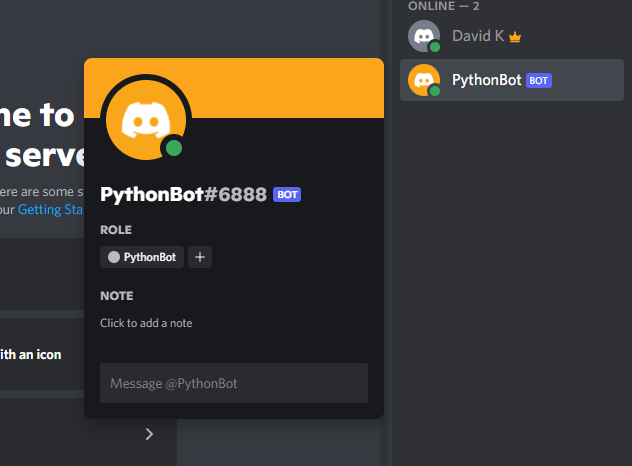 ONLINE — 2
David K
PythonBot BOT
ne to
serve
ere are some s
our Getting Sta
PythonBot#6888 BOT
ROLE
PythonBot +
NOTE
Click to add a note
ith an icon
Message @PythonBot